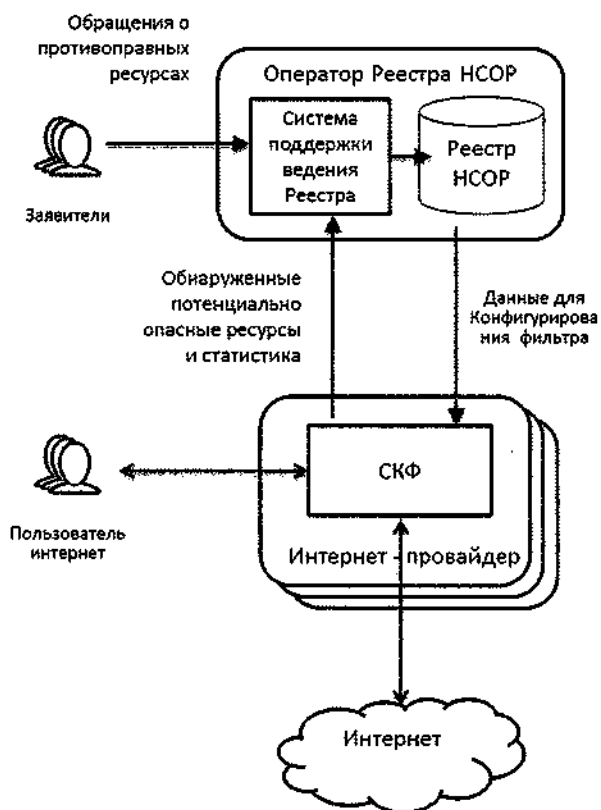 Обращения о
противоправных
ресурсах
Оператор Реестра НСОР
Система
поддержки
ведения
Реестра
Реестр
НСОР
Заявители
Обнаруженные
потенциально
опасные ресурсы
и статистика
Данные для
Конфигурирова
ния фильтра
СКФ
Пользователь
интернет
Интернет - провайдер
Интернет